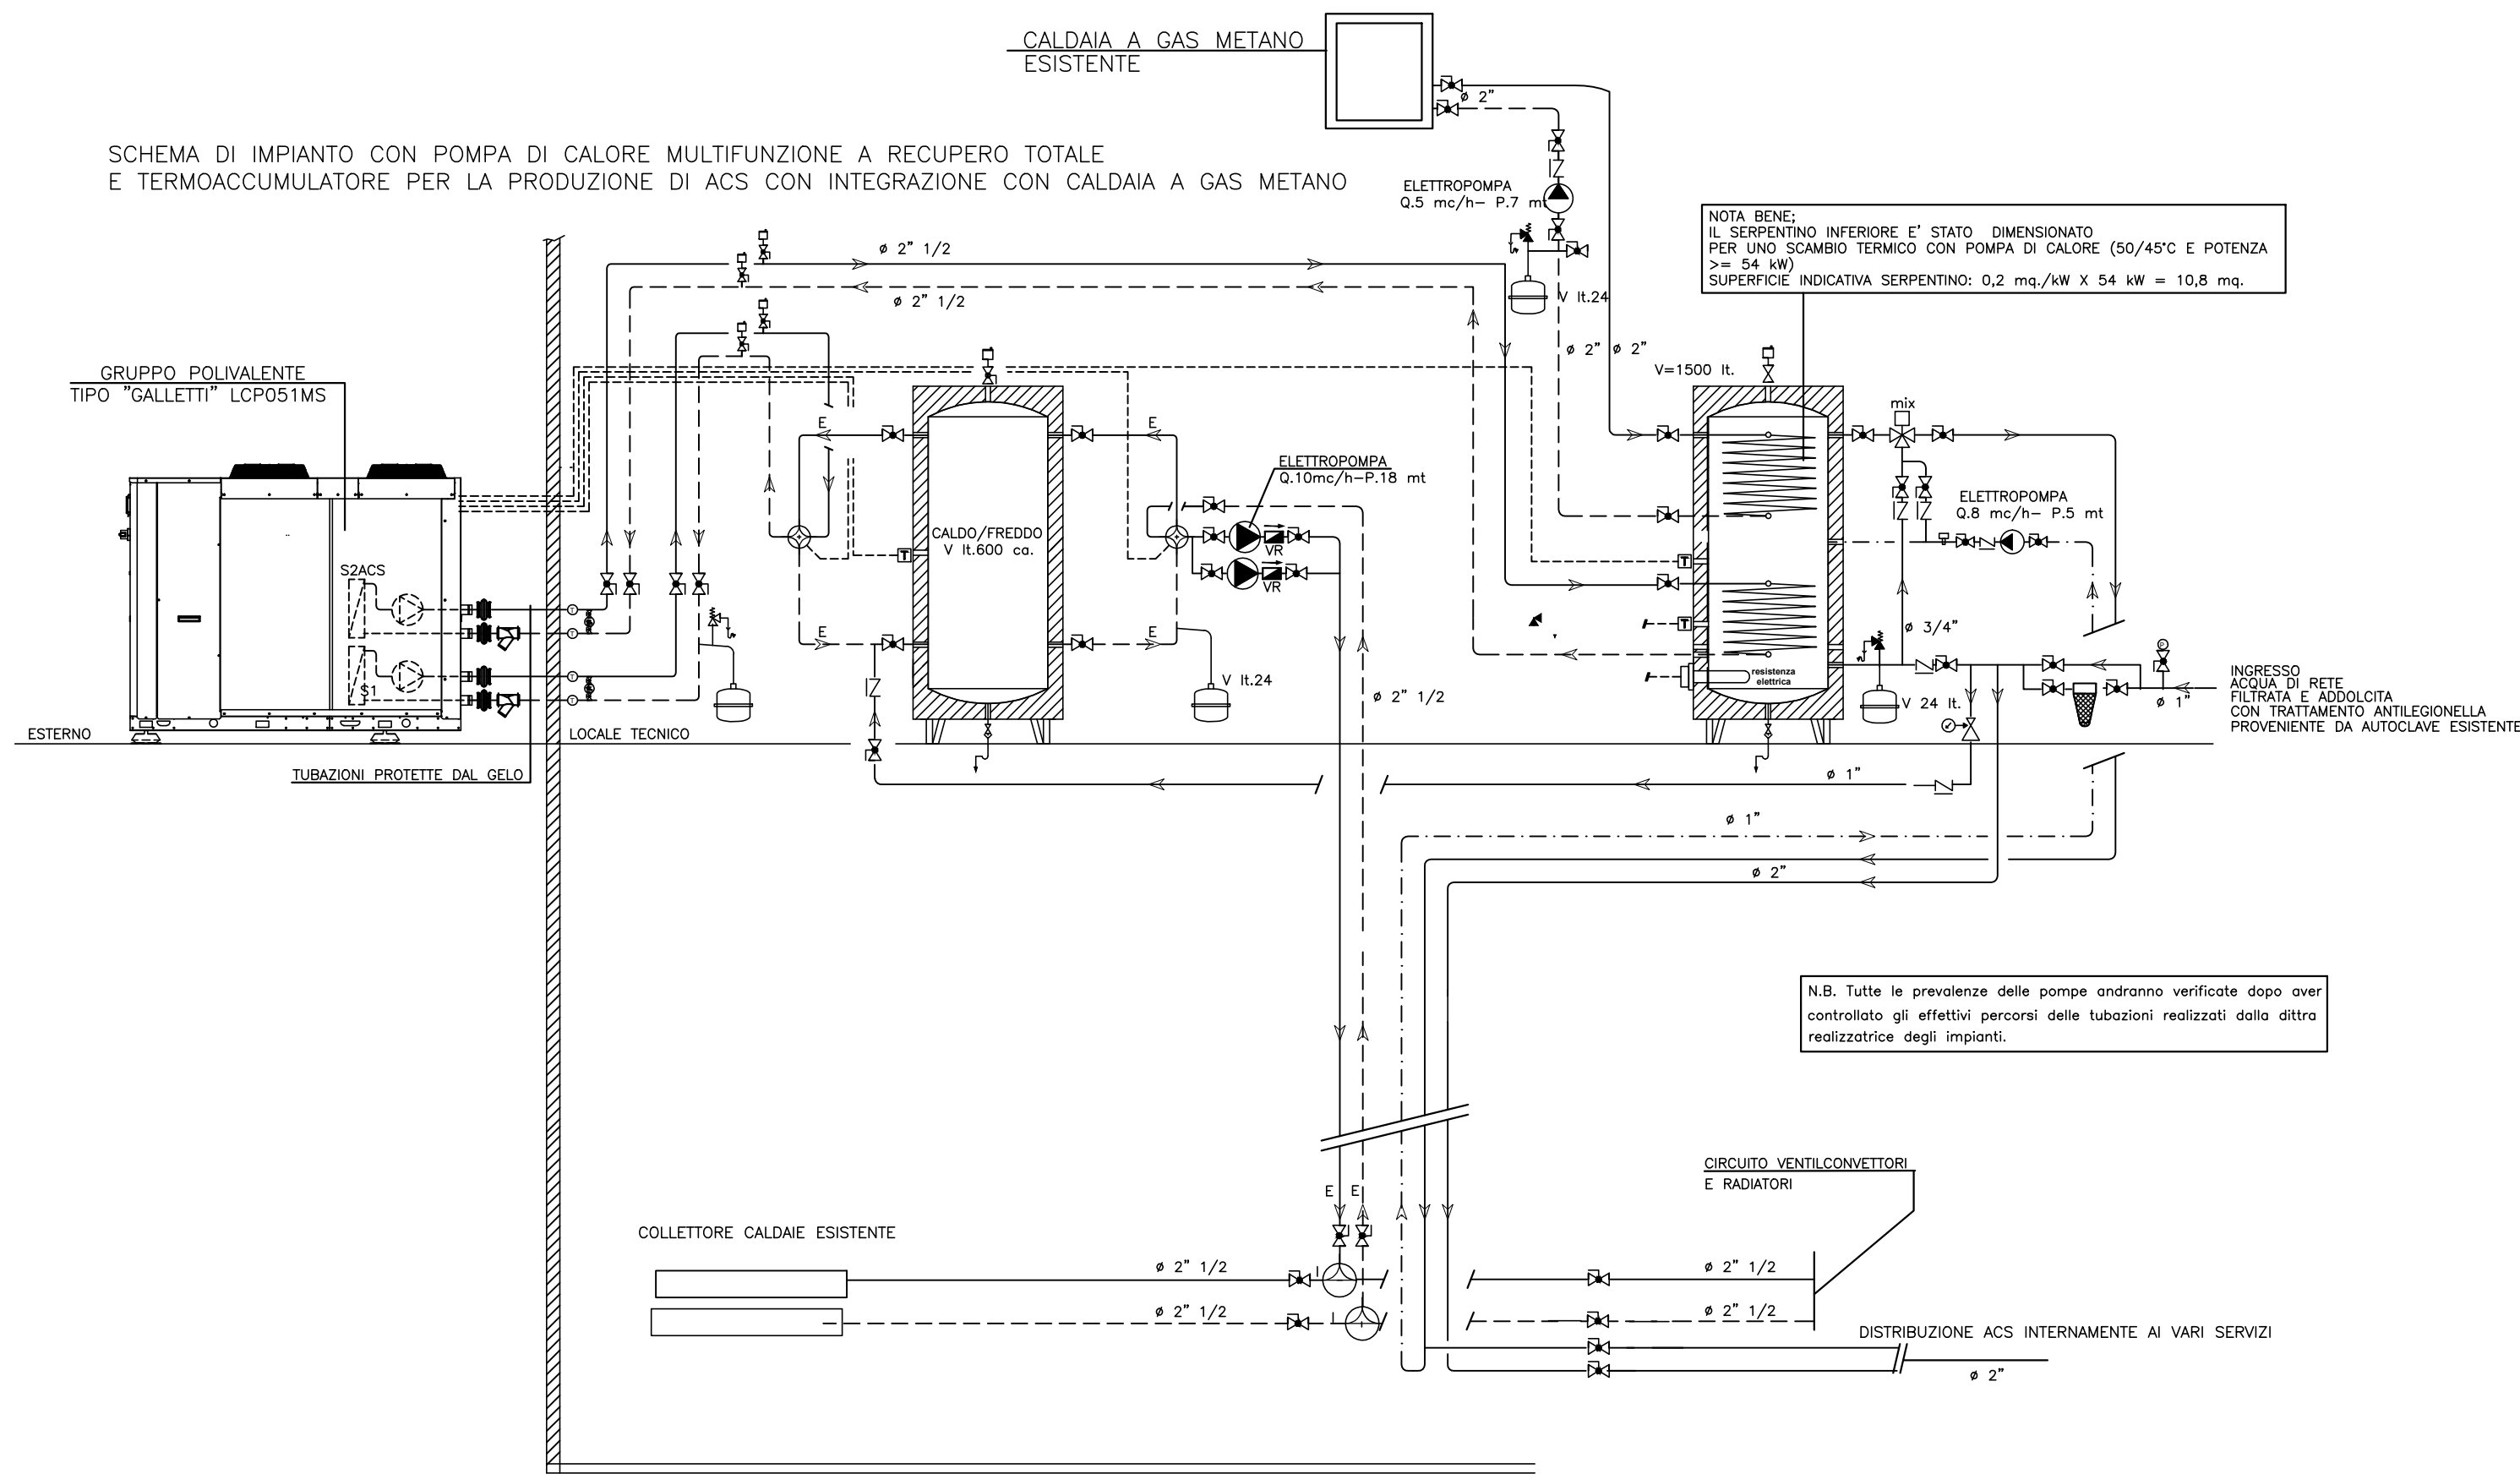 CALDAIA A GAS METANO
ESISTENTE
ø 2"
SCHEMA DI IMPIANTO CON POMPA DI CALORE MULTIFUNZIONE A RECUPERO TOTALE
E TERMOACCUMULATORE PER LA PRODUZIONE DI ACS CON INTEGRAZIONE CON CALDAIA A GAS METANO
ELETTROPOMPA
Q.5 mc/h- P.7 mt
NOTA BENE;
IL SERPENTINO INFERIORE E' STATO DIMENSIONATO
PER UNO SCAMBIO TERMICO CON POMPA DI CALORE (50/45°C E POTENZA
>= 54 kW)
SUPERFICIE INDICATIVA SERPENTINO: 0,2 mq./kW X 54 kW = 10,8 mq.
ø 2" 1/2
ø 2" 1/2
V lt.24
ø 2" ø 2"
V=1500 lt.
GRUPPO POLIVALENTE
TIPO "GALLETTI" LCP051MS
mix
E
E
ELETTROPOMPA
Q.10mc/h-P.18 mt
ELETTROPOMPA
Q.8 mc/h- P.5 mt
CALDO/FREDDO
V lt.600 ca.
VR
VR
T
T
T
S2ACS
S1
T
T
T
T
E
E
ø 3/4"
P
resistenza
elettrica
V lt.24
ø 2" 1/2
V 24 lt.
ø 1"
INGRESSO
ACQUA DI RETE
FILTRATA E ADDOLCITA
CON TRATTAMENTO ANTILEGIONELLA
PROVENIENTE DA AUTOCLAVE ESISTENTE
ESTERNO
LOCALE TECNICO
TUBAZIONI PROTETTE DAL GELO
ø 1"
ø 1"
ø 2"
N.B. Tutte le prevalenze delle pompe andranno verificate dopo aver
controllato gli effettivi percorsi delle tubazioni realizzati dalla dittra
realizzatrice degli impianti.
CIRCUITO VENTILCONVETTORI
E RADIATORI
E E
COLLETTORE CALDAIE ESISTENTE
ø 2" 1/2
ø 2" 1/2
ø 2" 1/2
ø 2" 1/2
DISTRIBUZIONE ACS INTERNAMENTE AI VARI SERVIZI
ø 2"